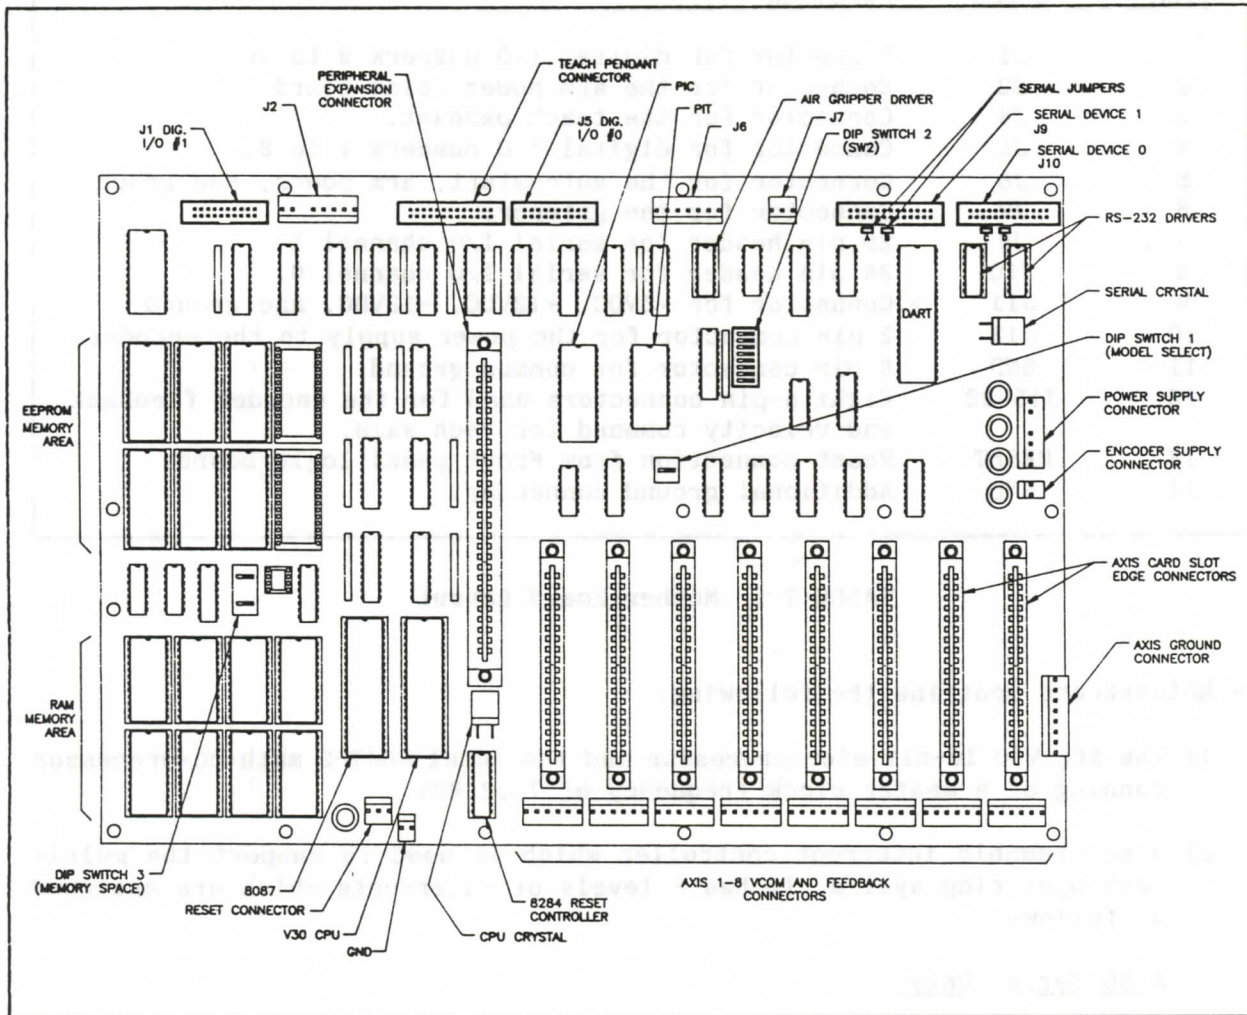 TEACH PENDANT
CONNECTOR
PERIPHERAL
EXPANSION
CONNECTOR
PIC
PIT
AIR GRIPPER DRIVER
SERIAL JUMPERS
J2
J1 DIG.
I/O #1
J5 DIG.
I/O #0
J6
J7
DIP SWITCH 2
(SW2)
SERIAL DEVICE 1
J9
SERIAL DEVICE 0
J10
RS-232 DRIVERS
SERIAL CRYSTAL
DART
DIP SWITCH 1
(MODEL SELECT)
EEPROM
MEMORY
AREA
POWER SUPPLY
CONNECTOR
ENCODER SUPPLY
CONNECTOR
AXIS CARD SLOT
EDGE CONNECTORS
AXIS GROUND
CONNECTOR
RAM
MEMORY
AREA
DIP SWITCH 3
(MEMORY SPACE)
8087
RESET CONNECTOR
V30 CPU
GND
CPU CRYSTAL
8284 RESET
CONTROLLER
AXIS 1-8 VCOM AND FEEDBACK
CONNECTORS